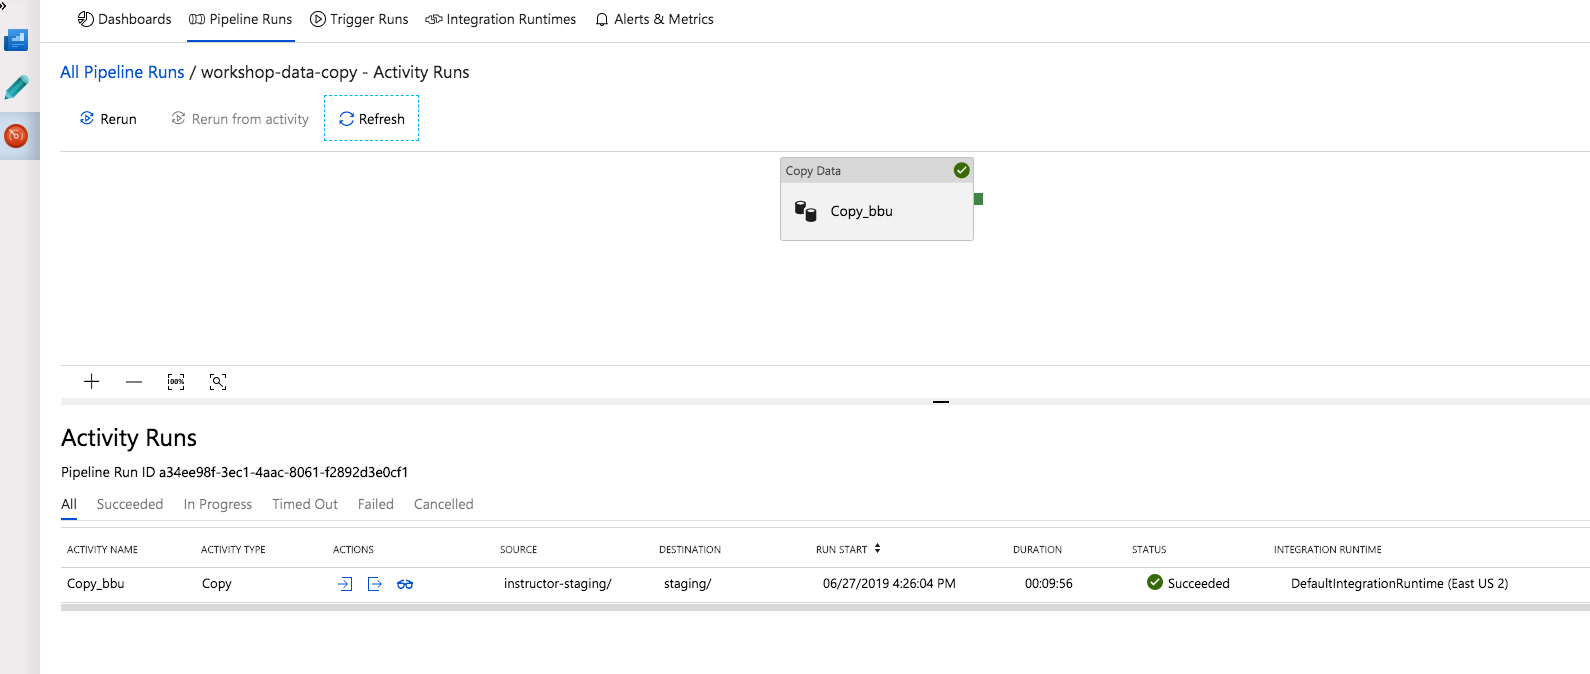 »
Dashboards Pipeline Runs Trigger Runs Integration Runtimes Alerts & Metrics
All Pipeline Runs / workshop-data-copy - Activity Runs
Rerun Rerun from activity Refresh
Copy Data
Copy_bbu
100%
Activity Runs
Pipeline Run ID a34ee98f-3ec1-4aac-8061-f2892d3e0cf1
All Succeeded In Progress Timed Out Failed Cancelled
ACTIVITY NAME ACTIVITY TYPE ACTIONS SOURCE DESTINATION RUN START DURATION STATUS INTEGRATION RUNTIME
Copy_bbu Copy instructor-staging/ staging/ 06/27/2019 4:26:04 PM 00:09:56 Succeeded DefaultIntegrationRuntime (East US 2)